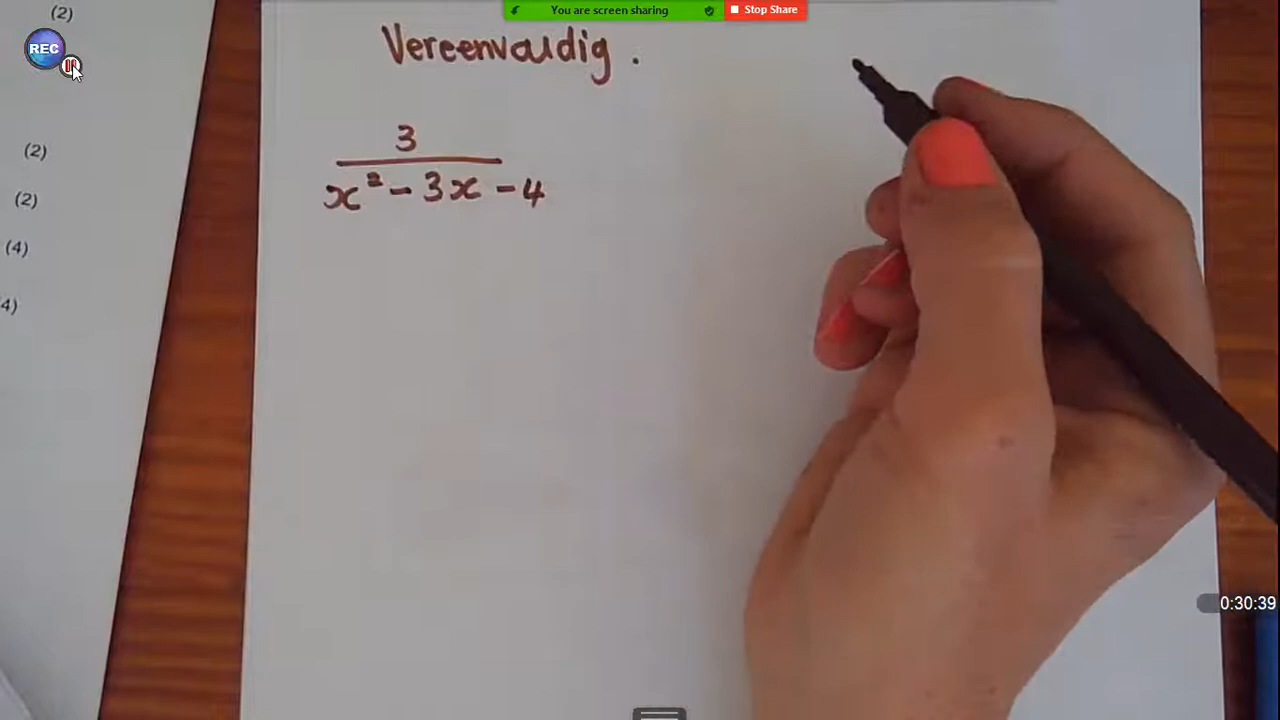 You are screen sharing Stop Share
REC
(2)
(2)
(2)
(4)
4)
Vereenvoudig.
3
x² - 3x - 4
0:30:39